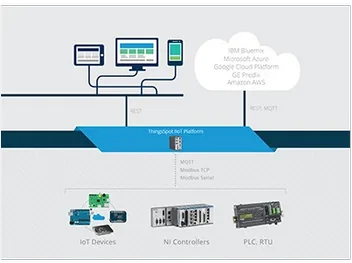 IBM Bluemix
Microsoft Azure
Google Cloud Platform
GE Predix
Amazon AWS
REST
REST, MQTT
ThingsSpot IIoT Platform
MQTT
Modbus TCP
Modbus Serial
IoT Devices
NI Controllers
PLC, RTU